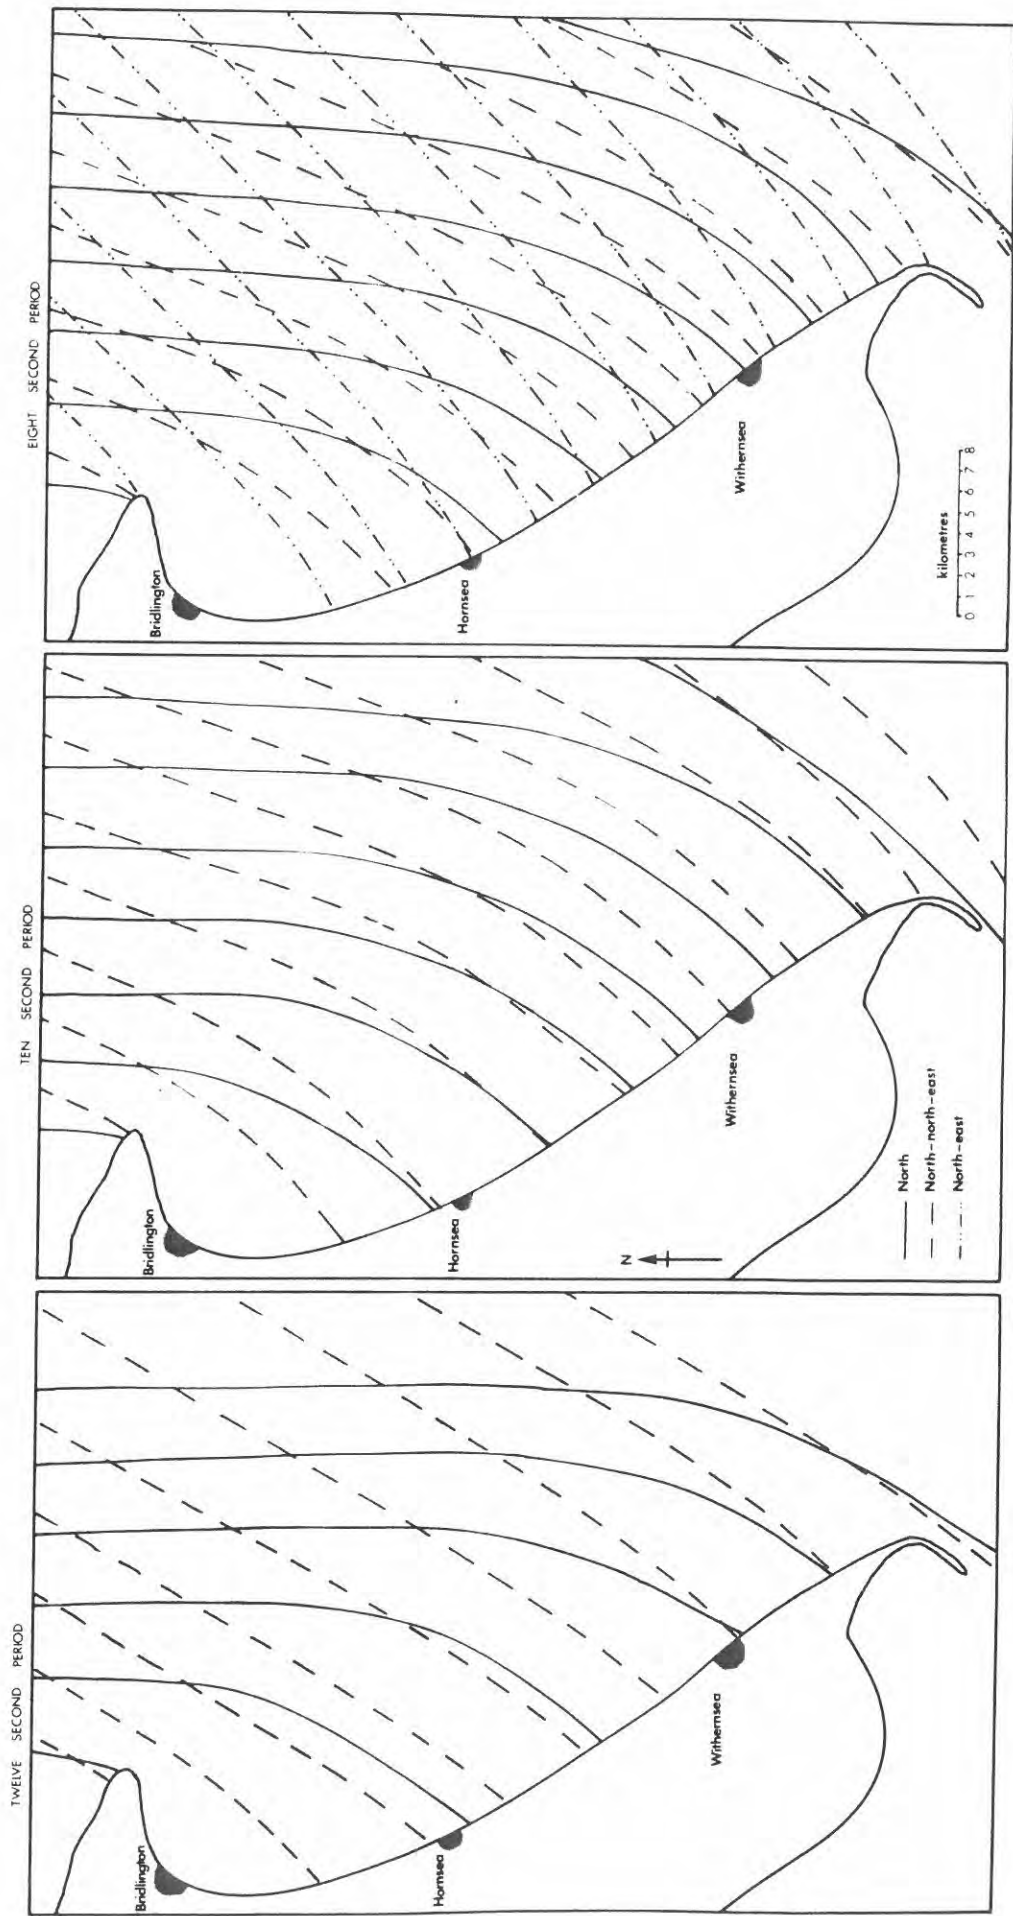 EIGHT SECOND PERIOD
Bridlington
Hornsea
Withernsea
kilometres
0 1 2 3 4 5 6 7 8
TEN SECOND PERIOD
Bridlington
Hornsea
Withernsea
N
North
North-north-east
North-east
TWELVE SECOND PERIOD
Bridlington
Hornsea
Withernsea